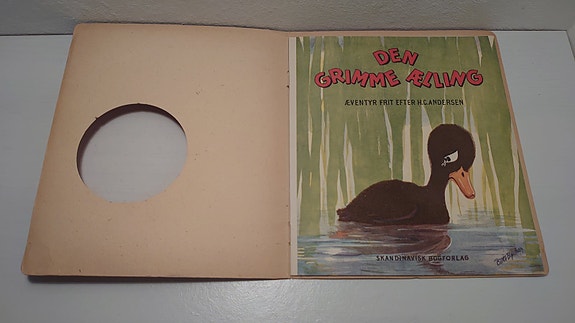 DEN
GRIMME ÆLLING
ÆVENTYR FRIT EFTER H.C.ANDERSEN
SKANDINAVISK BOGFORLAG